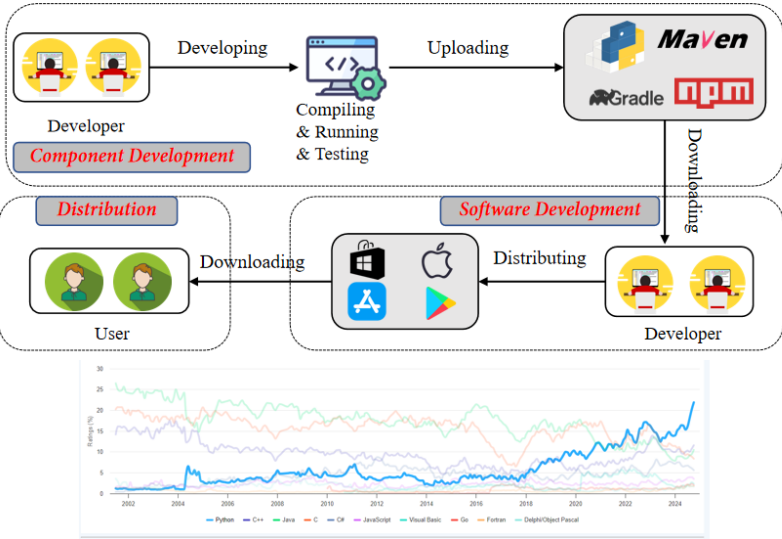 Developing
Uploading
Maven
Gradle
npm
Developer
Compiling
& Running
& Testing
Component Development
Downloading
Distribution
Software Development
Downloading
Distributing
User
Developer
30
25
20
15
10
5
0
Ratings (%)
2002 2004 2006 2008 2010 2012 2014 2016 2018 2020 2022 2024
Python C++ Java C C# JavaScript Visual Basic Go Fortran Delphi/Object Pascal